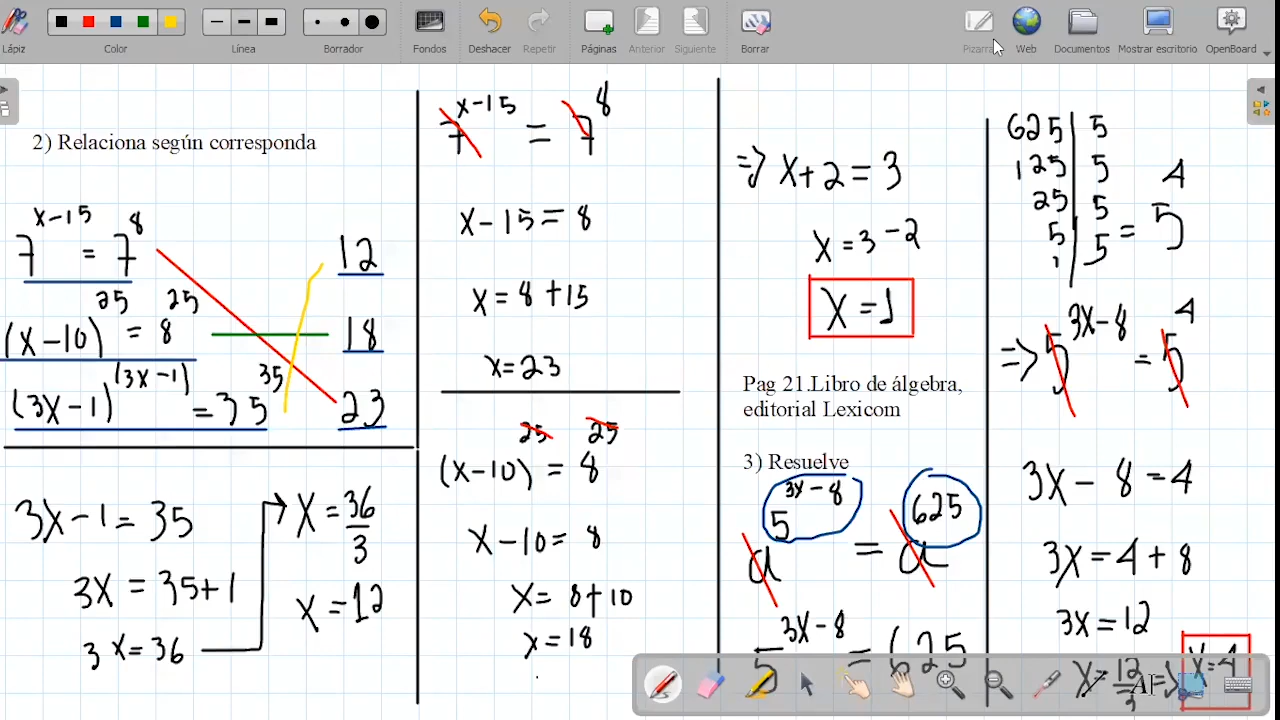 Lápiz Color Línea Borrador Fondos Deshacer Repetir Páginas Anterior Siguiente Borrar Pizarra Web Documentos Mostrar escritorio OpenBoard
2) Relaciona según corresponda
7^(x-15) = 7^8
12
(x-10)^25 = 8^25
18
(3x-1)^(3x-1) = 35^35
23
3x-1 = 35
3x = 35+1
3x = 36
x = 36/3
x = 12
7^(x-15) = 7^8
x-15 = 8
x = 8+15
x = 23
(x-10)^25 = 8^25
x-10 = 8
x = 8+10
x = 18
=> x+2 = 3
x = 3-2
x = 1
Pag 21.Libro de álgebra,
editorial Lexicom
3) Resuelve
a^5^(3x-8) = a^625
5^(3x-8) = 625
625 | 5
125 | 5
25 | 5
5 | 5 = 5^4
1
=> 5^(3x-8) = 5^4
3x-8 = 4
3x = 4+8
3x = 12
x = 12/3 => x = 4